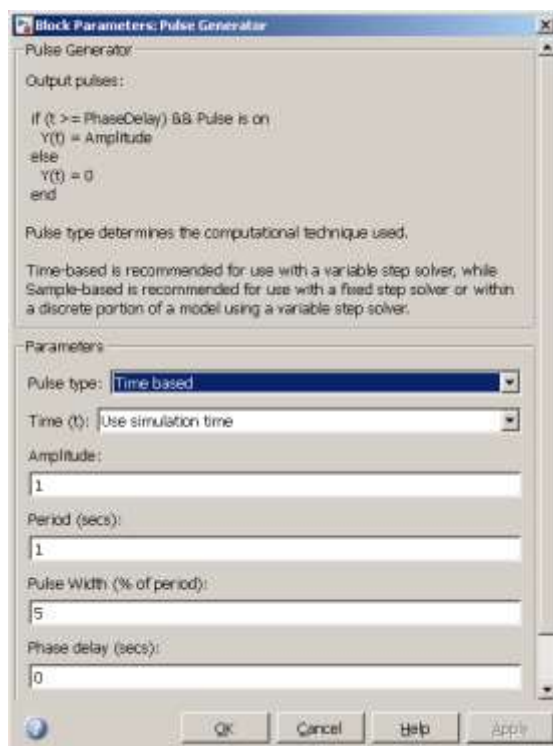 Block Parameters: Pulse Generator
Pulse Generator
Output pulses:
if (t >= PhaseDelay) && Pulse is on
Y(t) = Amplitude
else
Y(t) = 0
end
Pulse type determines the computational technique used.
Time-based is recommended for use with a variable step solver, while
Sample-based is recommended for use with a fixed step solver or within
a discrete portion of a model using a variable step solver.
Parameters
Pulse type: Time based
Time (t): Use simulation time
Amplitude:
1
Period (secs):
1
Pulse Width (% of period):
5
Phase delay (secs):
0
OK Cancel Help Apply